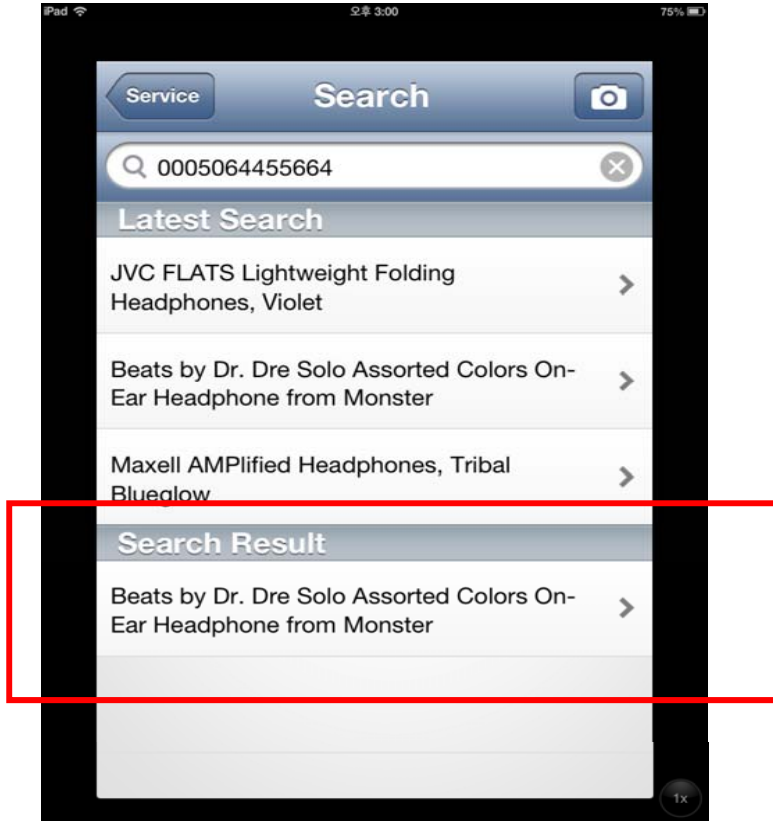 iPad 오후 3:00 75%
Service Search
0005064455664
Latest Search
JVC FLATS Lightweight Folding
Headphones, Violet
Beats by Dr. Dre Solo Assorted Colors On-
Ear Headphone from Monster
Maxell AMPlified Headphones, Tribal
Blueglow
Search Result
Beats by Dr. Dre Solo Assorted Colors On-
Ear Headphone from Monster
1x